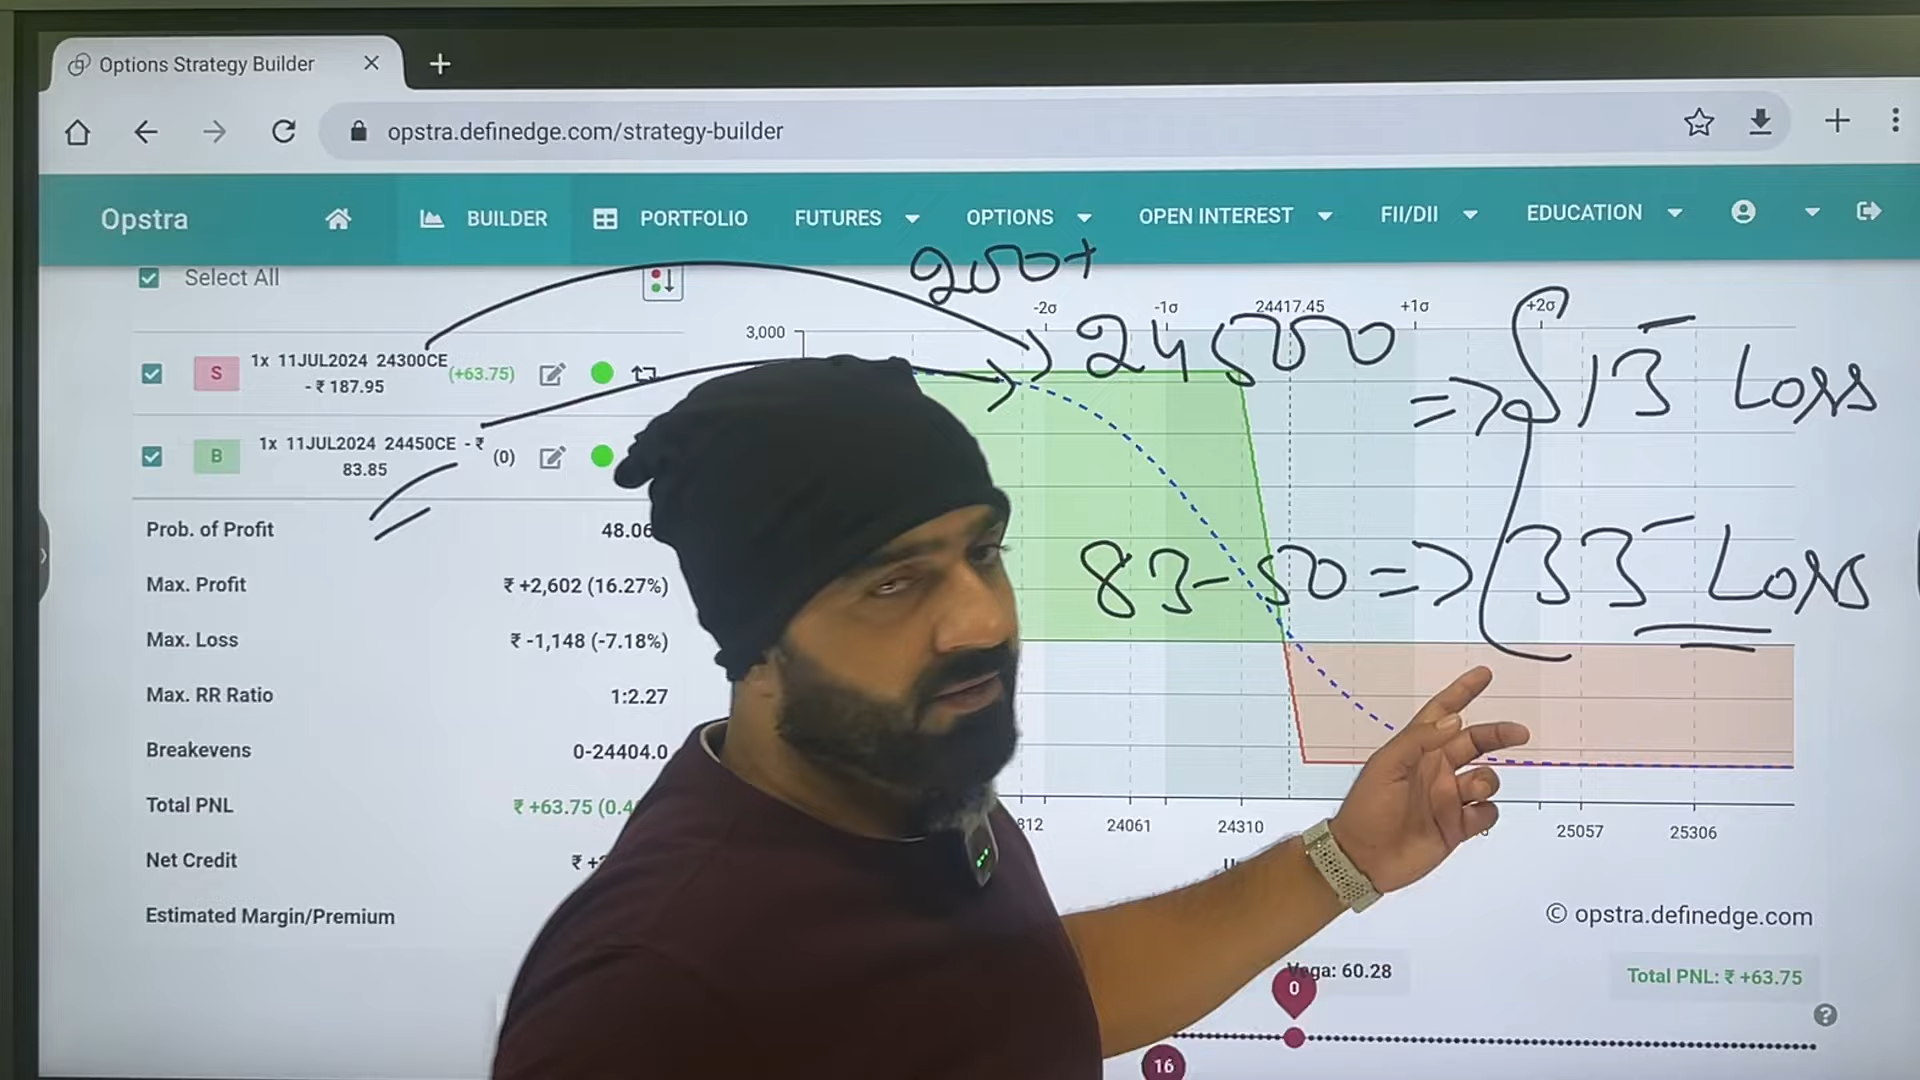 Options Strategy Builder
opstra.definedge.com/strategy-builder
Opstra BUILDER PORTFOLIO FUTURES OPTIONS OPEN INTEREST FII/DII EDUCATION
Select All
200+
-2σ -1σ 24417.45 +1σ +2σ
3,000
24500
=> 13 Loss
S 1x 11JUL2024 24300CE (+63.75)
- ₹ 187.95
B 1x 11JUL2024 24450CE - ₹ (0)
83.85
83-50 => 33 Loss
Prob. of Profit 48.06
Max. Profit ₹ +2,602 (16.27%)
Max. Loss ₹ -1,148 (-7.18%)
Max. RR Ratio 1:2.27
Breakevens 0-24404.0
Total PNL ₹ +63.75
Net Credit
Estimated Margin/Premium
24061 24310 25057 25306
© opstra.definedge.com
Vega: 60.28
Total PNL: ₹ +63.75
0
16